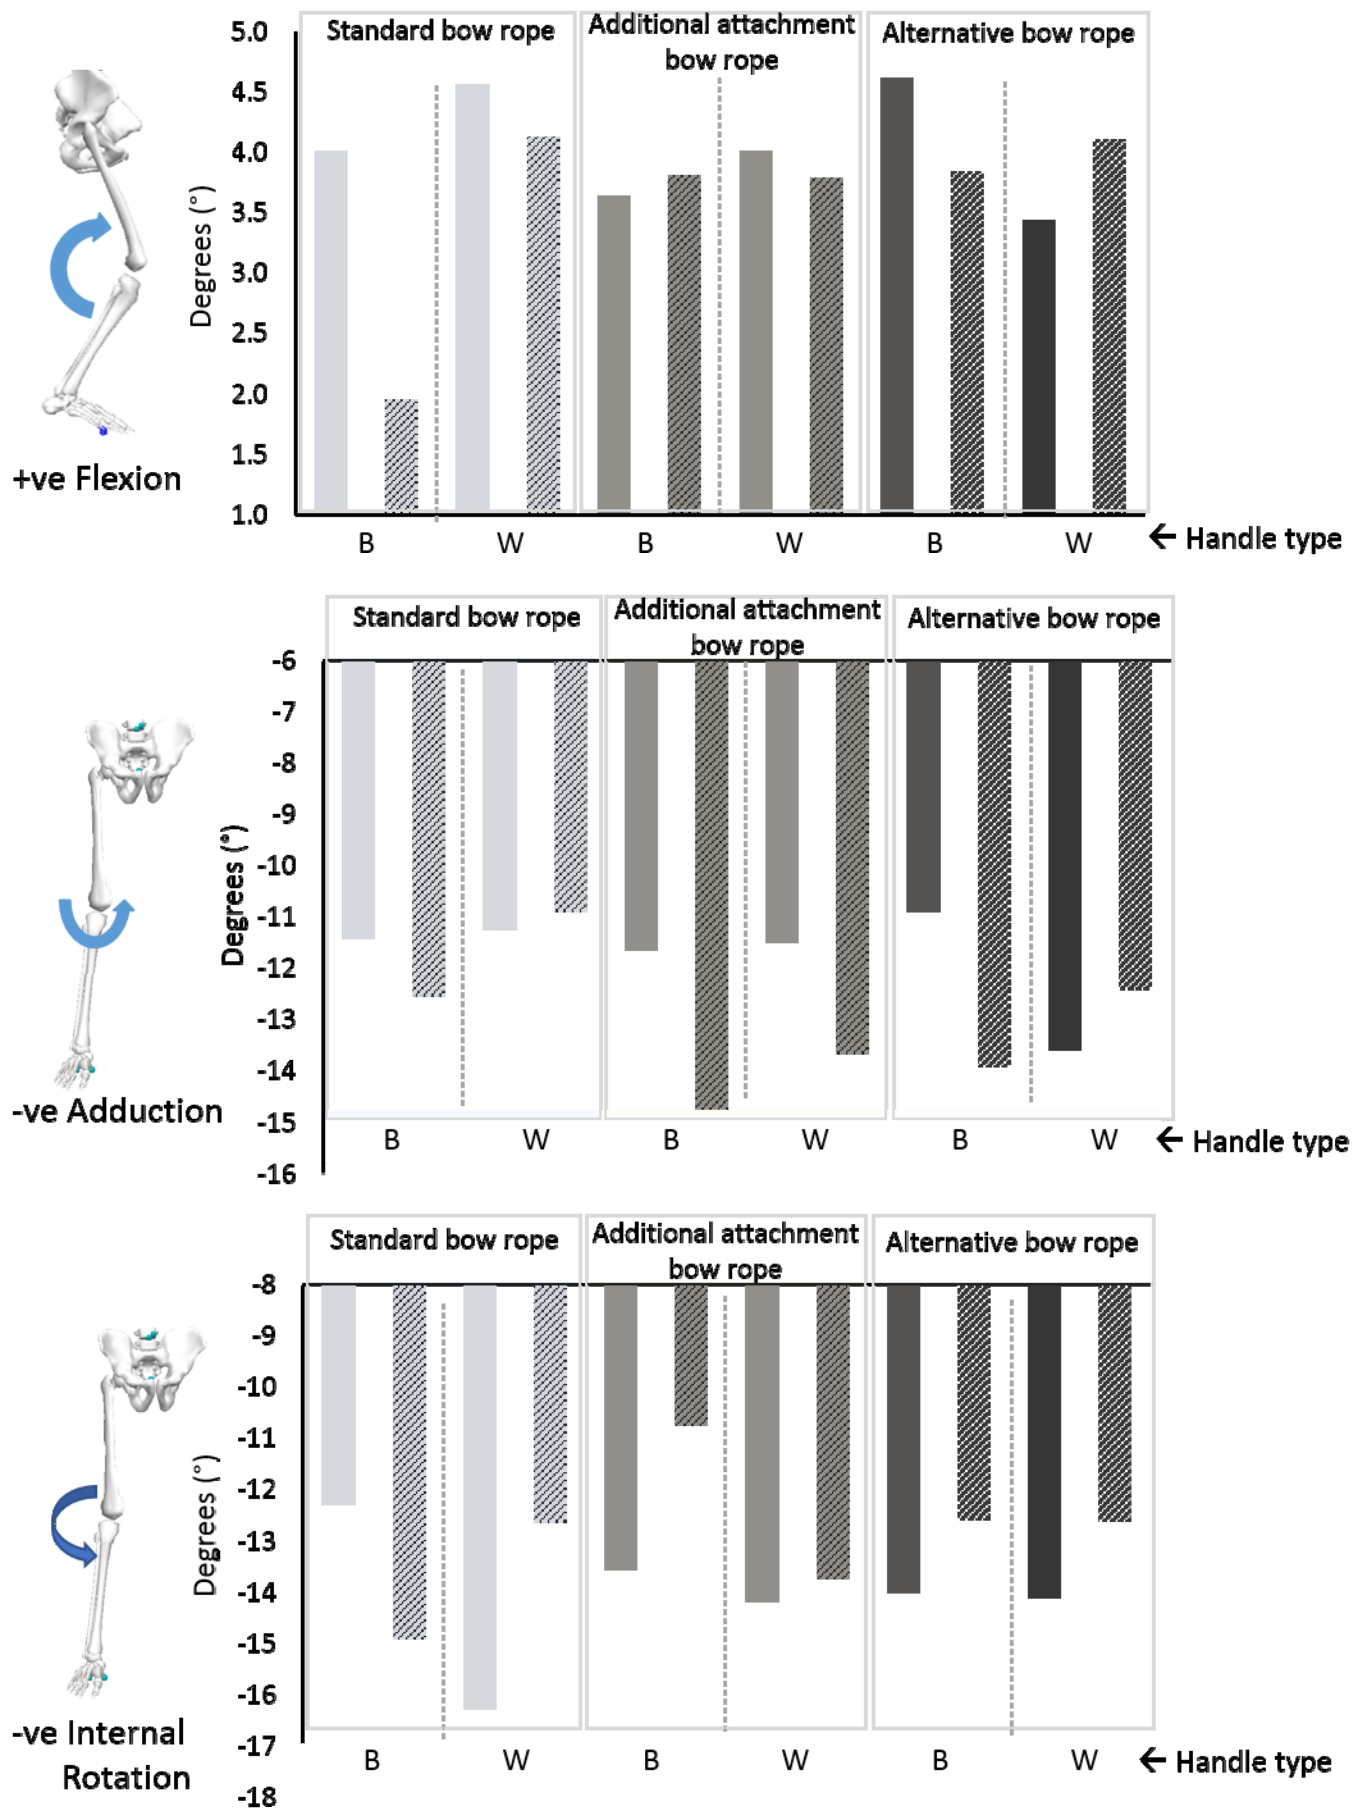 Standard bow rope
Additional attachment
bow rope
Alternative bow rope
5.0
4.5
4.0
3.5
3.0
2.5
2.0
1.5
1.0
Degrees (°)
+ve Flexion
B
W
B
W
B
W
← Handle type
Standard bow rope
Additional attachment
bow rope
Alternative bow rope
-6
-7
-8
-9
-10
-11
-12
-13
-14
-15
-16
Degrees (°)
-ve Adduction
B
W
B
W
B
W
← Handle type
Standard bow rope
Additional attachment
bow rope
Alternative bow rope
-8
-9
-10
-11
-12
-13
-14
-15
-16
-17
-18
Degrees (°)
-ve Internal
Rotation
B
W
B
W
B
W
← Handle type